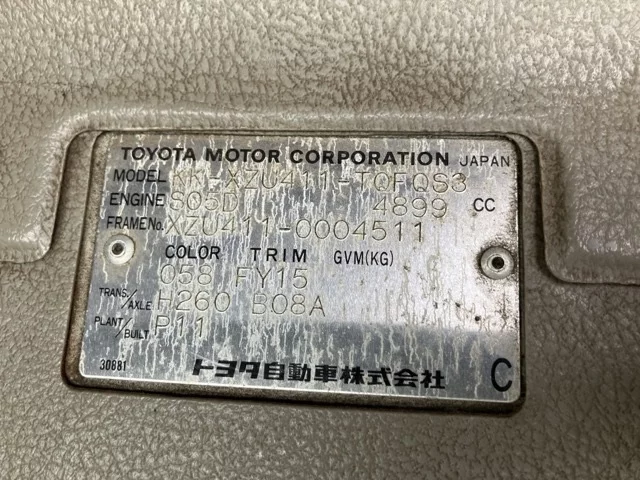 TOYOTA MOTOR CORPORATION JAPAN
MODEL KK-XZU411-TQFQS3
ENGINE S05D 4899 CC
FRAME No. XZU411-0004511
COLOR TRIM GVM(KG)
058 FY15
TRANS/AXLE H260 B08A
PLANT/BUILT P11
30881 トヨタ自動車株式会社 C